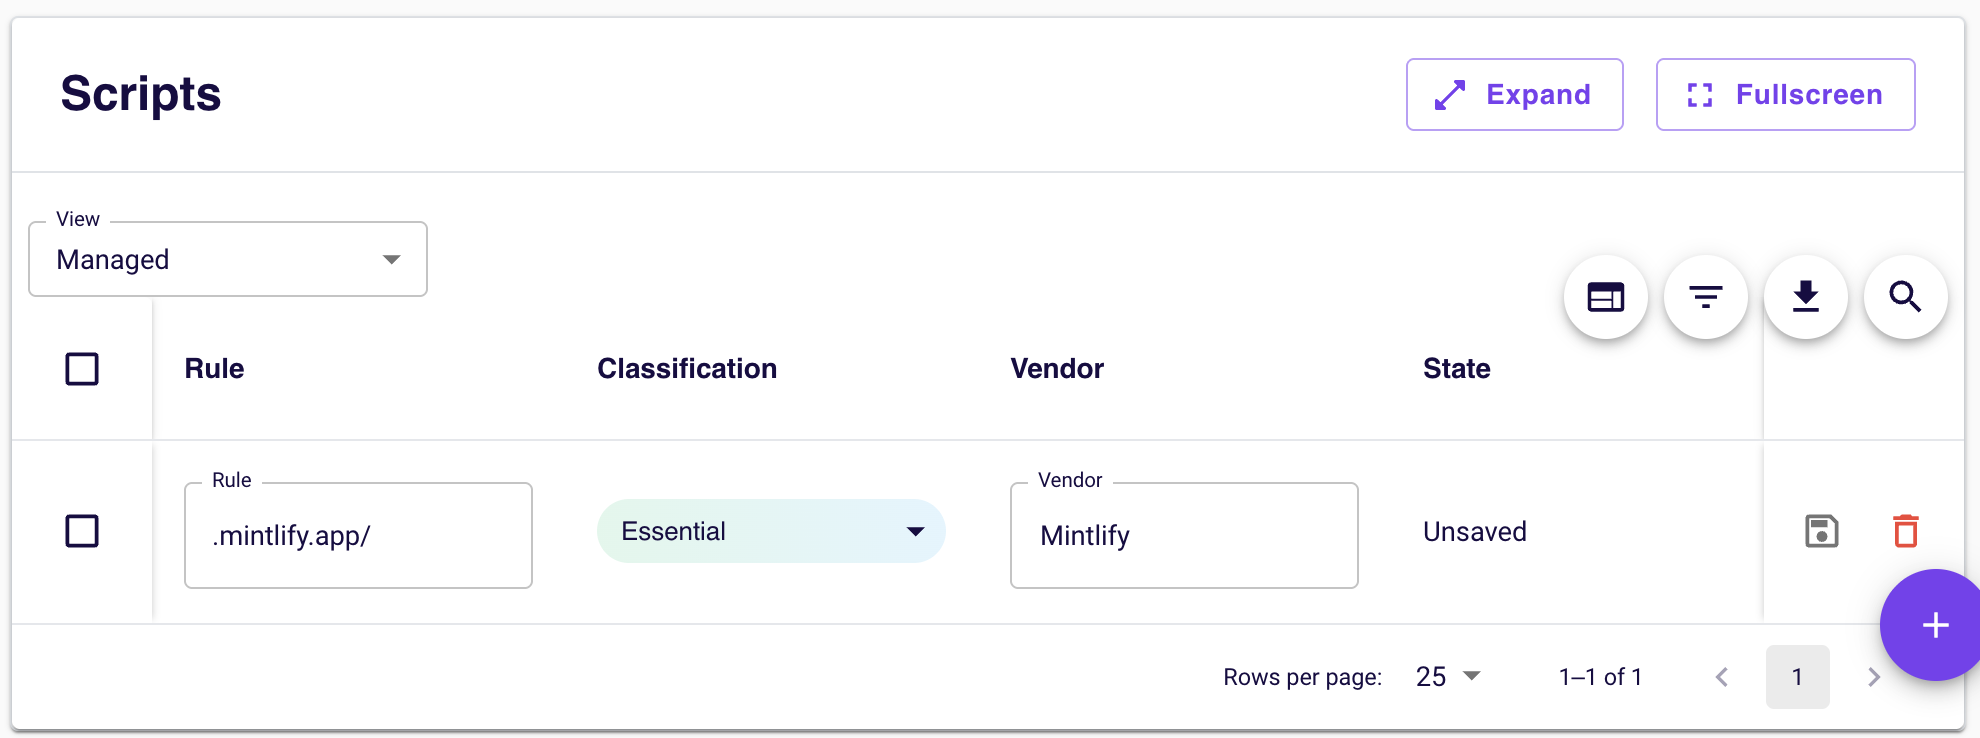 Scripts
Expand
Fullscreen
View
Managed
Rule
Classification
Vendor
State
Rule
.mintlify.app/
Essential
Vendor
Mintlify
Unsaved
Rows per page: 25
1–1 of 1
1